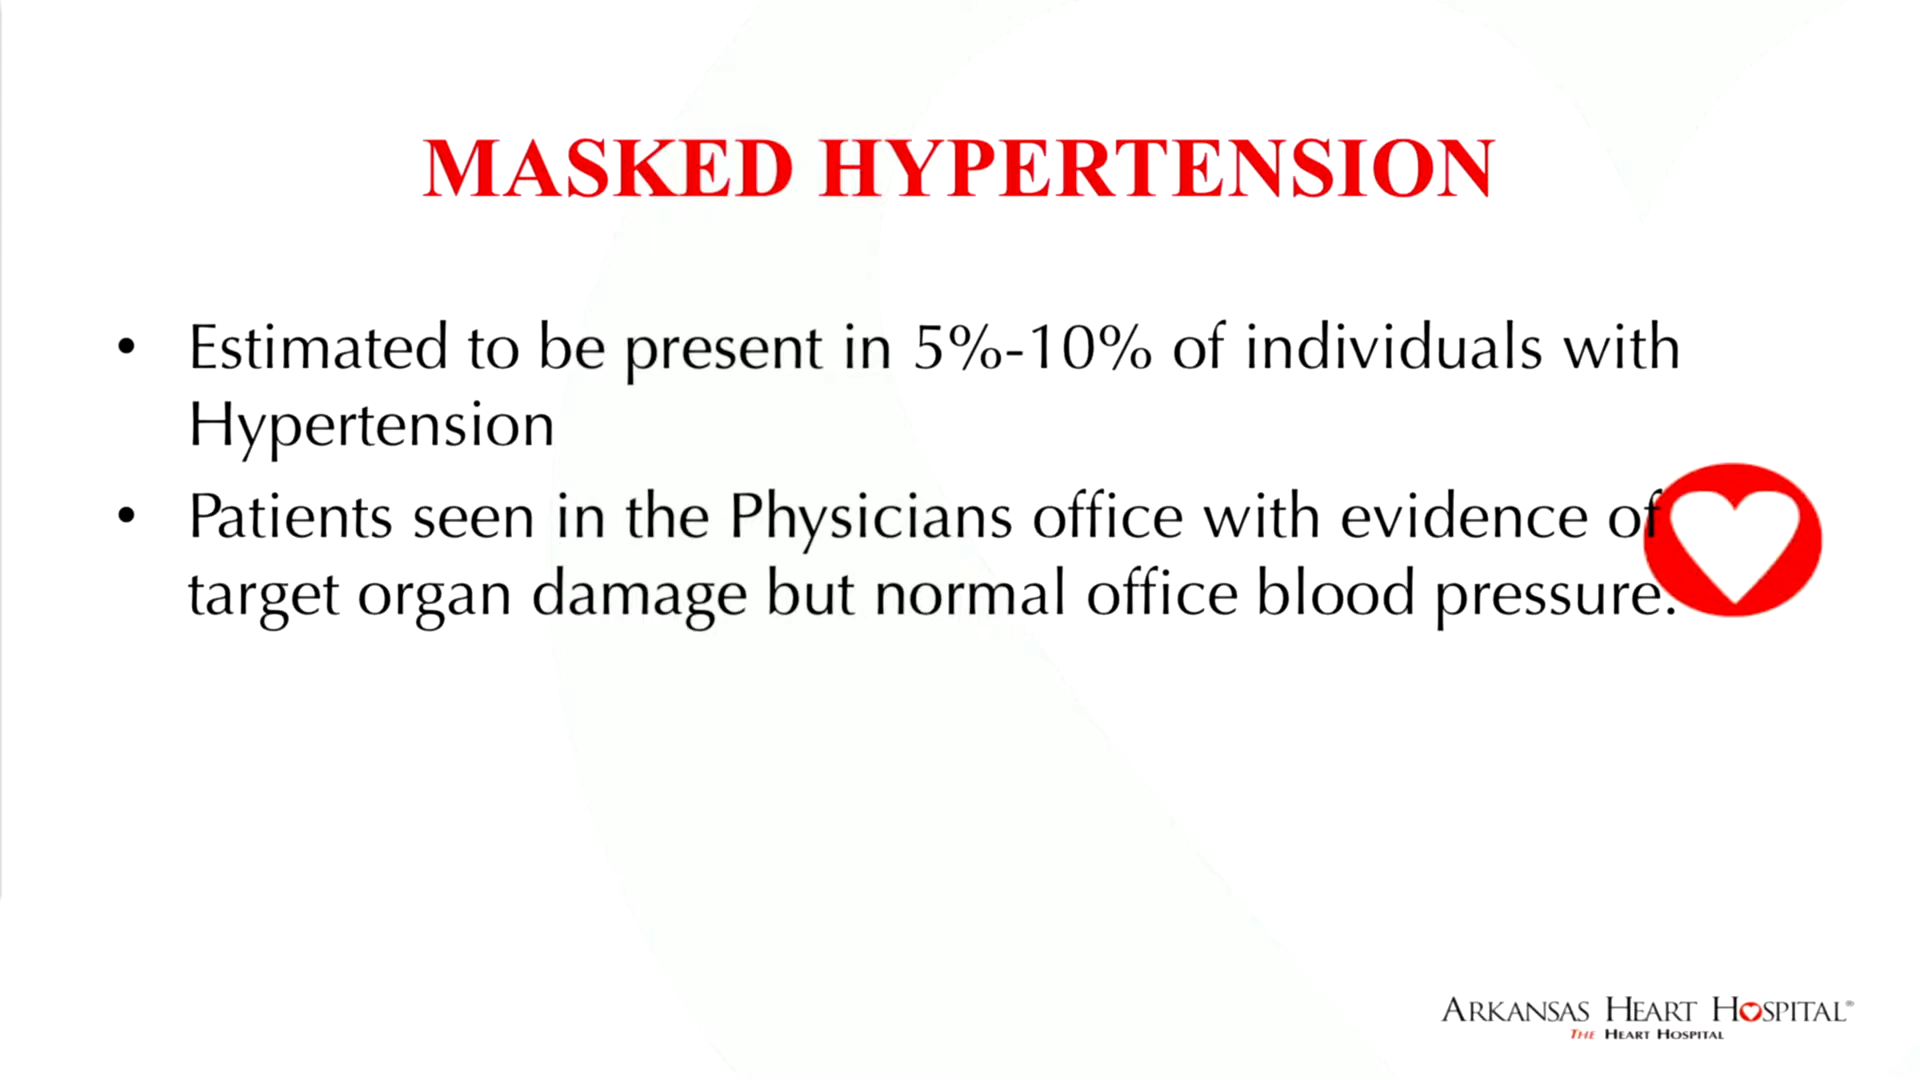 MASKED HYPERTENSION
• Estimated to be present in 5%-10% of individuals with
Hypertension
• Patients seen in the Physicians office with evidence of
target organ damage but normal office blood pressure.
ARKANSAS HEART HOSPITAL®
THE HEART HOSPITAL